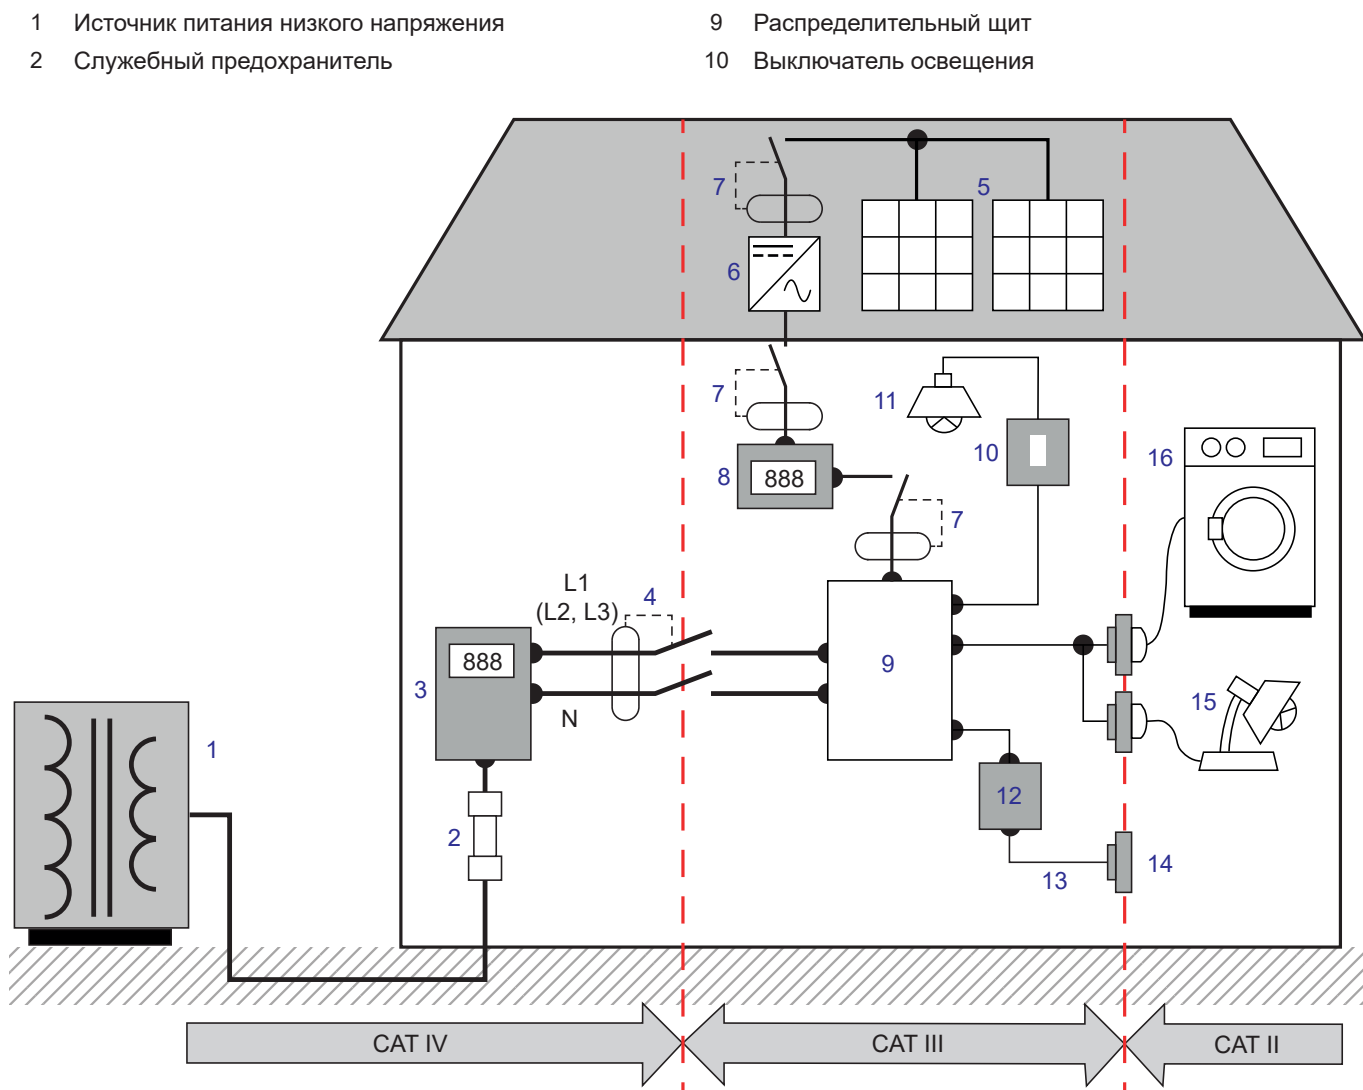 1 Источник питания низкого напряжения
9 Распределительный щит
2 Служебный предохранитель
10 Выключатель освещения
7
5
6
7
11
10
16
8
888
7
L1
(L2, L3)
4
888
9
3
N
15
1
12
2
14
13
CAT IV
CAT III
CAT II